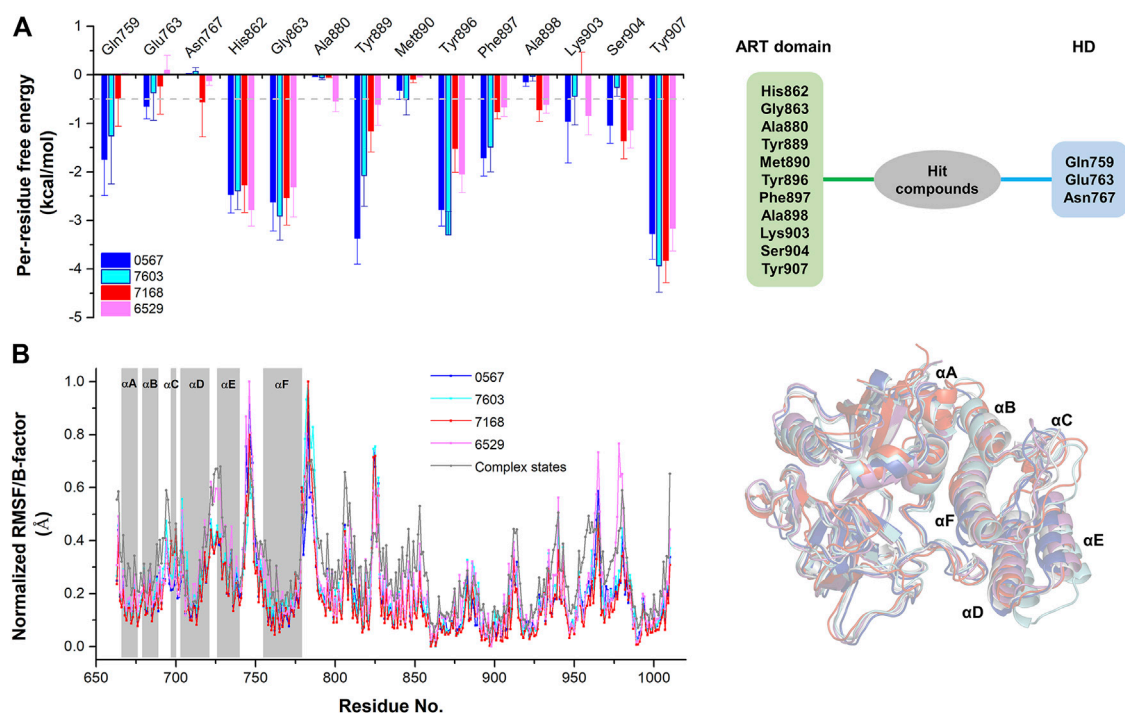 A
Gln759
Glu763
Asn767
His862
Gly863
Ala880
Tyr889
Met890
Tyr896
Phe897
Ala898
Lys903
Ser904
Tyr907
Per-residue free energy
(kcal/mol)
1
0
-1
-2
-3
-4
-5
0567
7603
7168
6529
ART domain
His862
Gly863
Ala880
Tyr889
Met890
Tyr896
Phe897
Ala898
Lys903
Ser904
Tyr907
Hit
compounds
HD
Gln759
Glu763
Asn767
B
Normalized RMSF/B-factor
(Å)
1.0
0.8
0.6
0.4
0.2
0.0
αA
αB
αC
αD
αE
αF
0567
7603
7168
6529
Complex states
650
700
750
800
850
900
950
1000
Residue No.
αA
αB
αC
αF
αE
αD